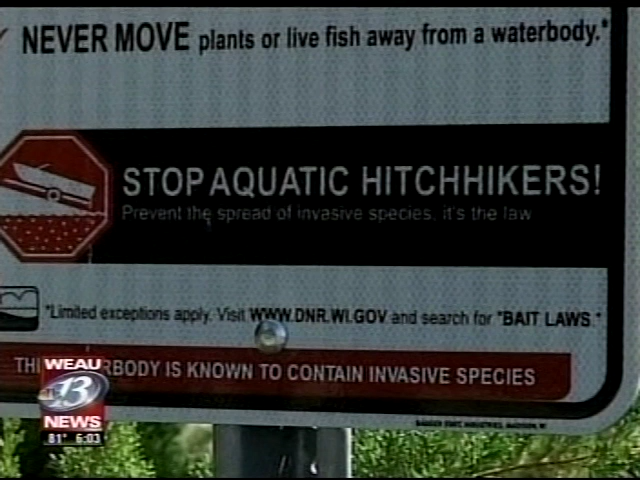 NEVER MOVE plants or live fish away from a waterbody.*
STOP AQUATIC HITCHHIKERS!
Prevent the spread of invasive species, it's the law
*Limited exceptions apply. Visit WWW.DNR.WI.GOV and search for "BAIT LAWS."
RBODY IS KNOWN TO CONTAIN INVASIVE SPECIES
WEAU
13
NEWS
81° 6:03